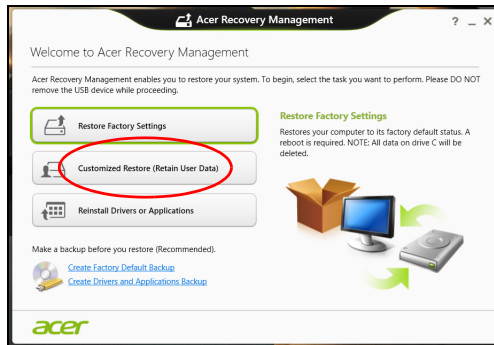 Acer Recovery Management
? _ X
Welcome to Acer Recovery Management
Acer Recovery Management enables you to restore your system. To begin, select the task you want to perform. Please DO NOT
remove the USB device while proceeding.
Restore Factory Settings
Customized Restore (Retain User Data)
Reinstall Drivers or Applications
Restore Factory Settings
Restores your computer to its factory default status. A
reboot is required. NOTE: All data on drive C will be
deleted.
Make a backup before you restore (Recommended).
Create Factory Default Backup
Create Drivers and Applications Backup
acer